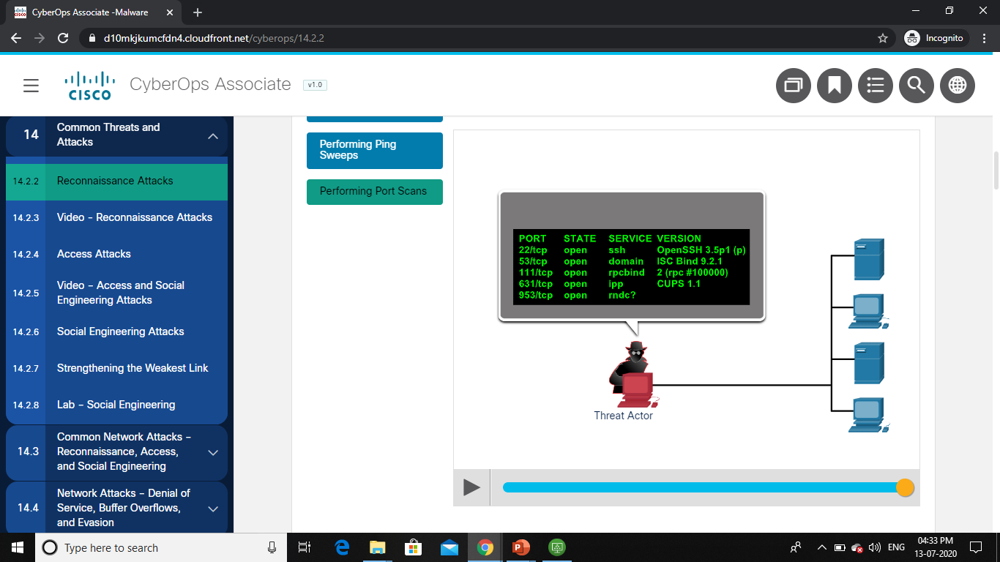 CyberOps Associate -Malware
d10mkjkumcfdn4.cloudfront.net/cyberops/14.2.2
Incognito
CISCO
CyberOps Associate
v1.0
14
Common Threats and
Attacks
14.2.2 Reconnaissance Attacks
14.2.3 Video – Reconnaissance Attacks
14.2.4 Access Attacks
14.2.5
Video – Access and Social
Engineering Attacks
14.2.6 Social Engineering Attacks
14.2.7 Strengthening the Weakest Link
14.2.8 Lab – Social Engineering
14.3
Common Network Attacks –
Reconnaissance, Access,
and Social Engineering
14.4
Network Attacks – Denial of
Service, Buffer Overflows,
and Evasion
Performing Ping
Sweeps
Performing Port Scans
PORT STATE SERVICE VERSION
22/tcp open ssh OpenSSH 3.5p1 (p)
53/tcp open domain ISC Bind 9.2.1
111/tcp open rpcbind 2 (rpc #100000)
631/tcp open ipp CUPS 1.1
953/tcp open rndc?
Threat Actor
Type here to search
ENG
04:33 PM
13-07-2020